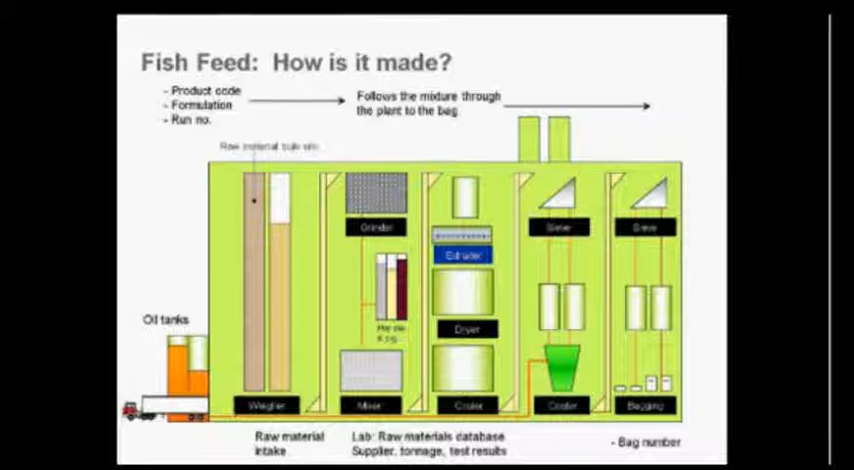 Fish Feed: How is it made?
- Product code
- Formulation
- Run no.
Follows the mixture through
the plant to the bag
Raw material bulk
Grinder
Sieve
Extruder
Oil tanks
Dryer
Weigher
Mixer
Cooler
Coater
Bagging
Raw material
intake
Lab: Raw materials database
Supplier, tonnage, test results
- Bag number